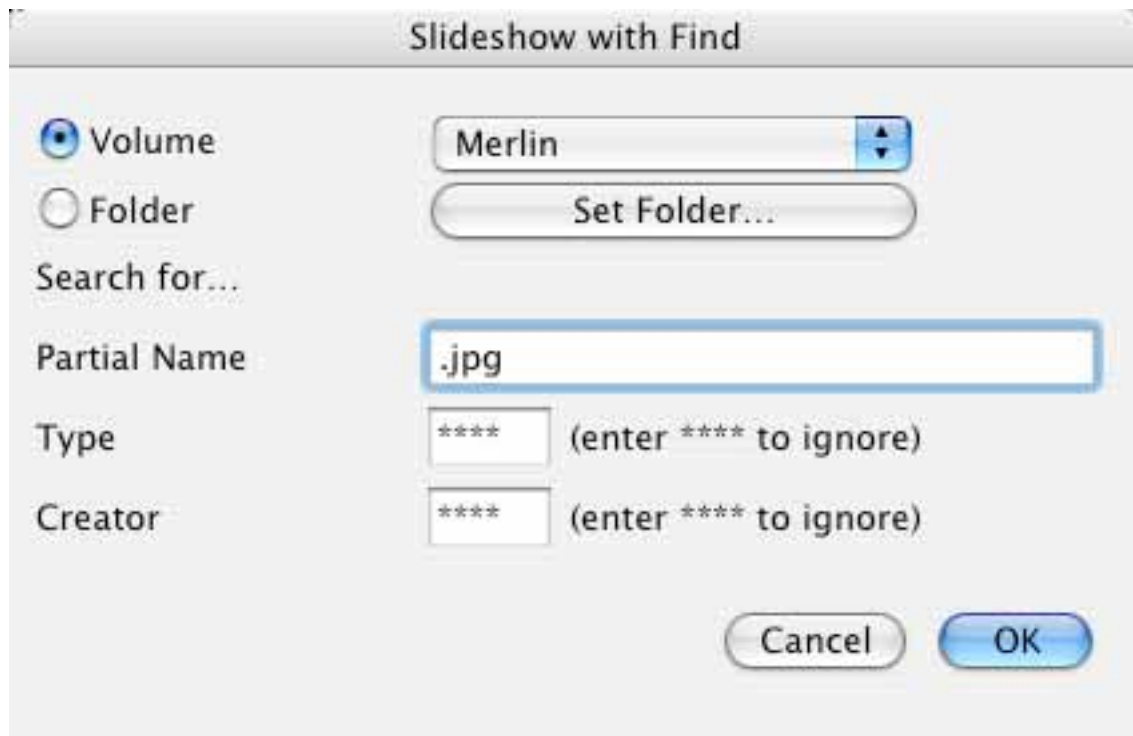 Slideshow with Find
Volume Merlin
Folder Set Folder...
Search for...
Partial Name .jpg
Type **** (enter **** to ignore)
Creator **** (enter **** to ignore)
Cancel OK